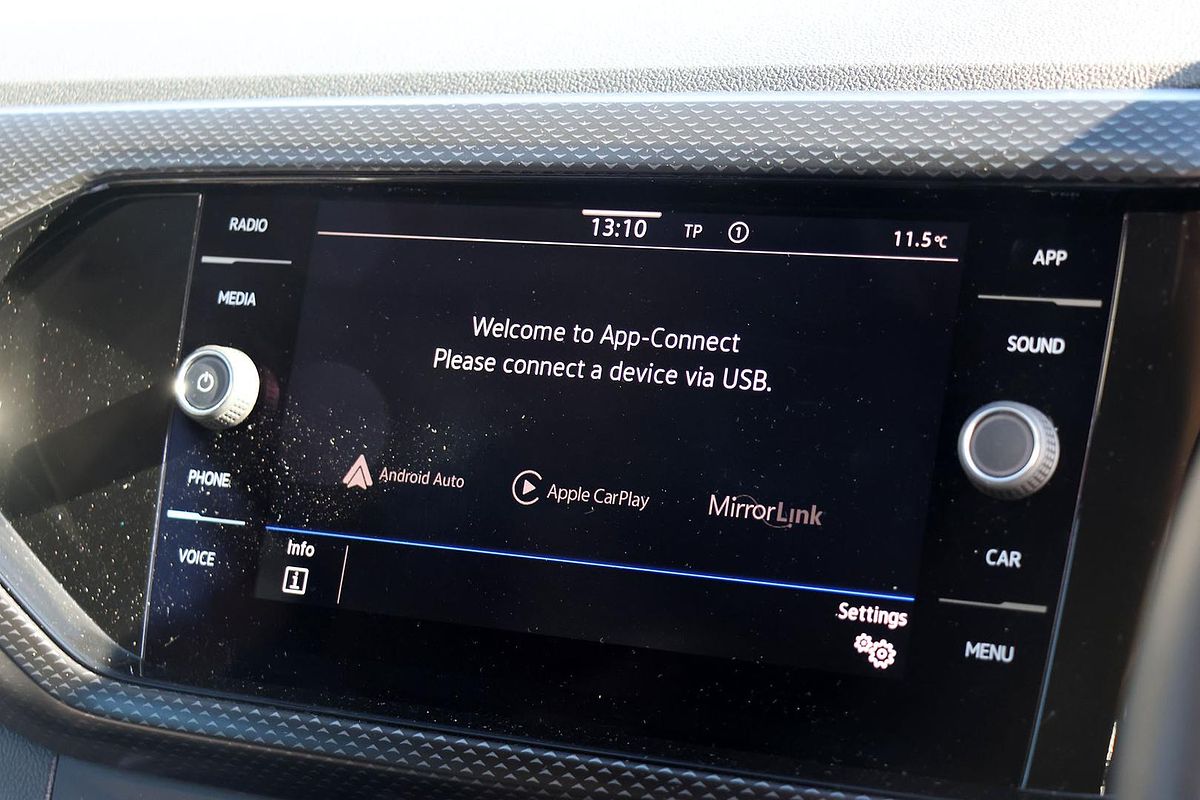 RADIO
MEDIA
PHONE
VOICE
13:10 TP 1 11.5°C
Welcome to App-Connect
Please connect a device via USB.
Android Auto
Apple CarPlay
MirrorLink
Info
i
Settings
APP
SOUND
CAR
MENU